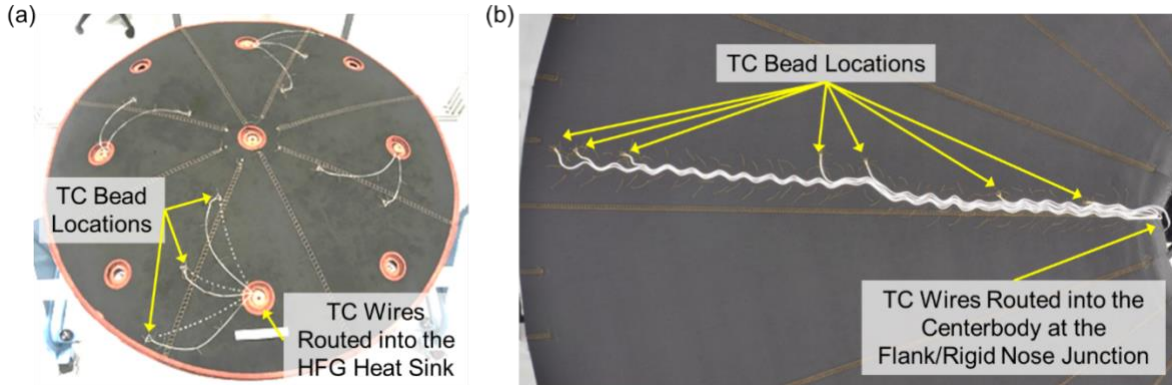 (a)
TC Bead
Locations
TC Wires
Routed into the
HFG Heat Sink
(b)
TC Bead Locations
TC Wires Routed into the
Centerbody at the
Flank/Rigid Nose Junction